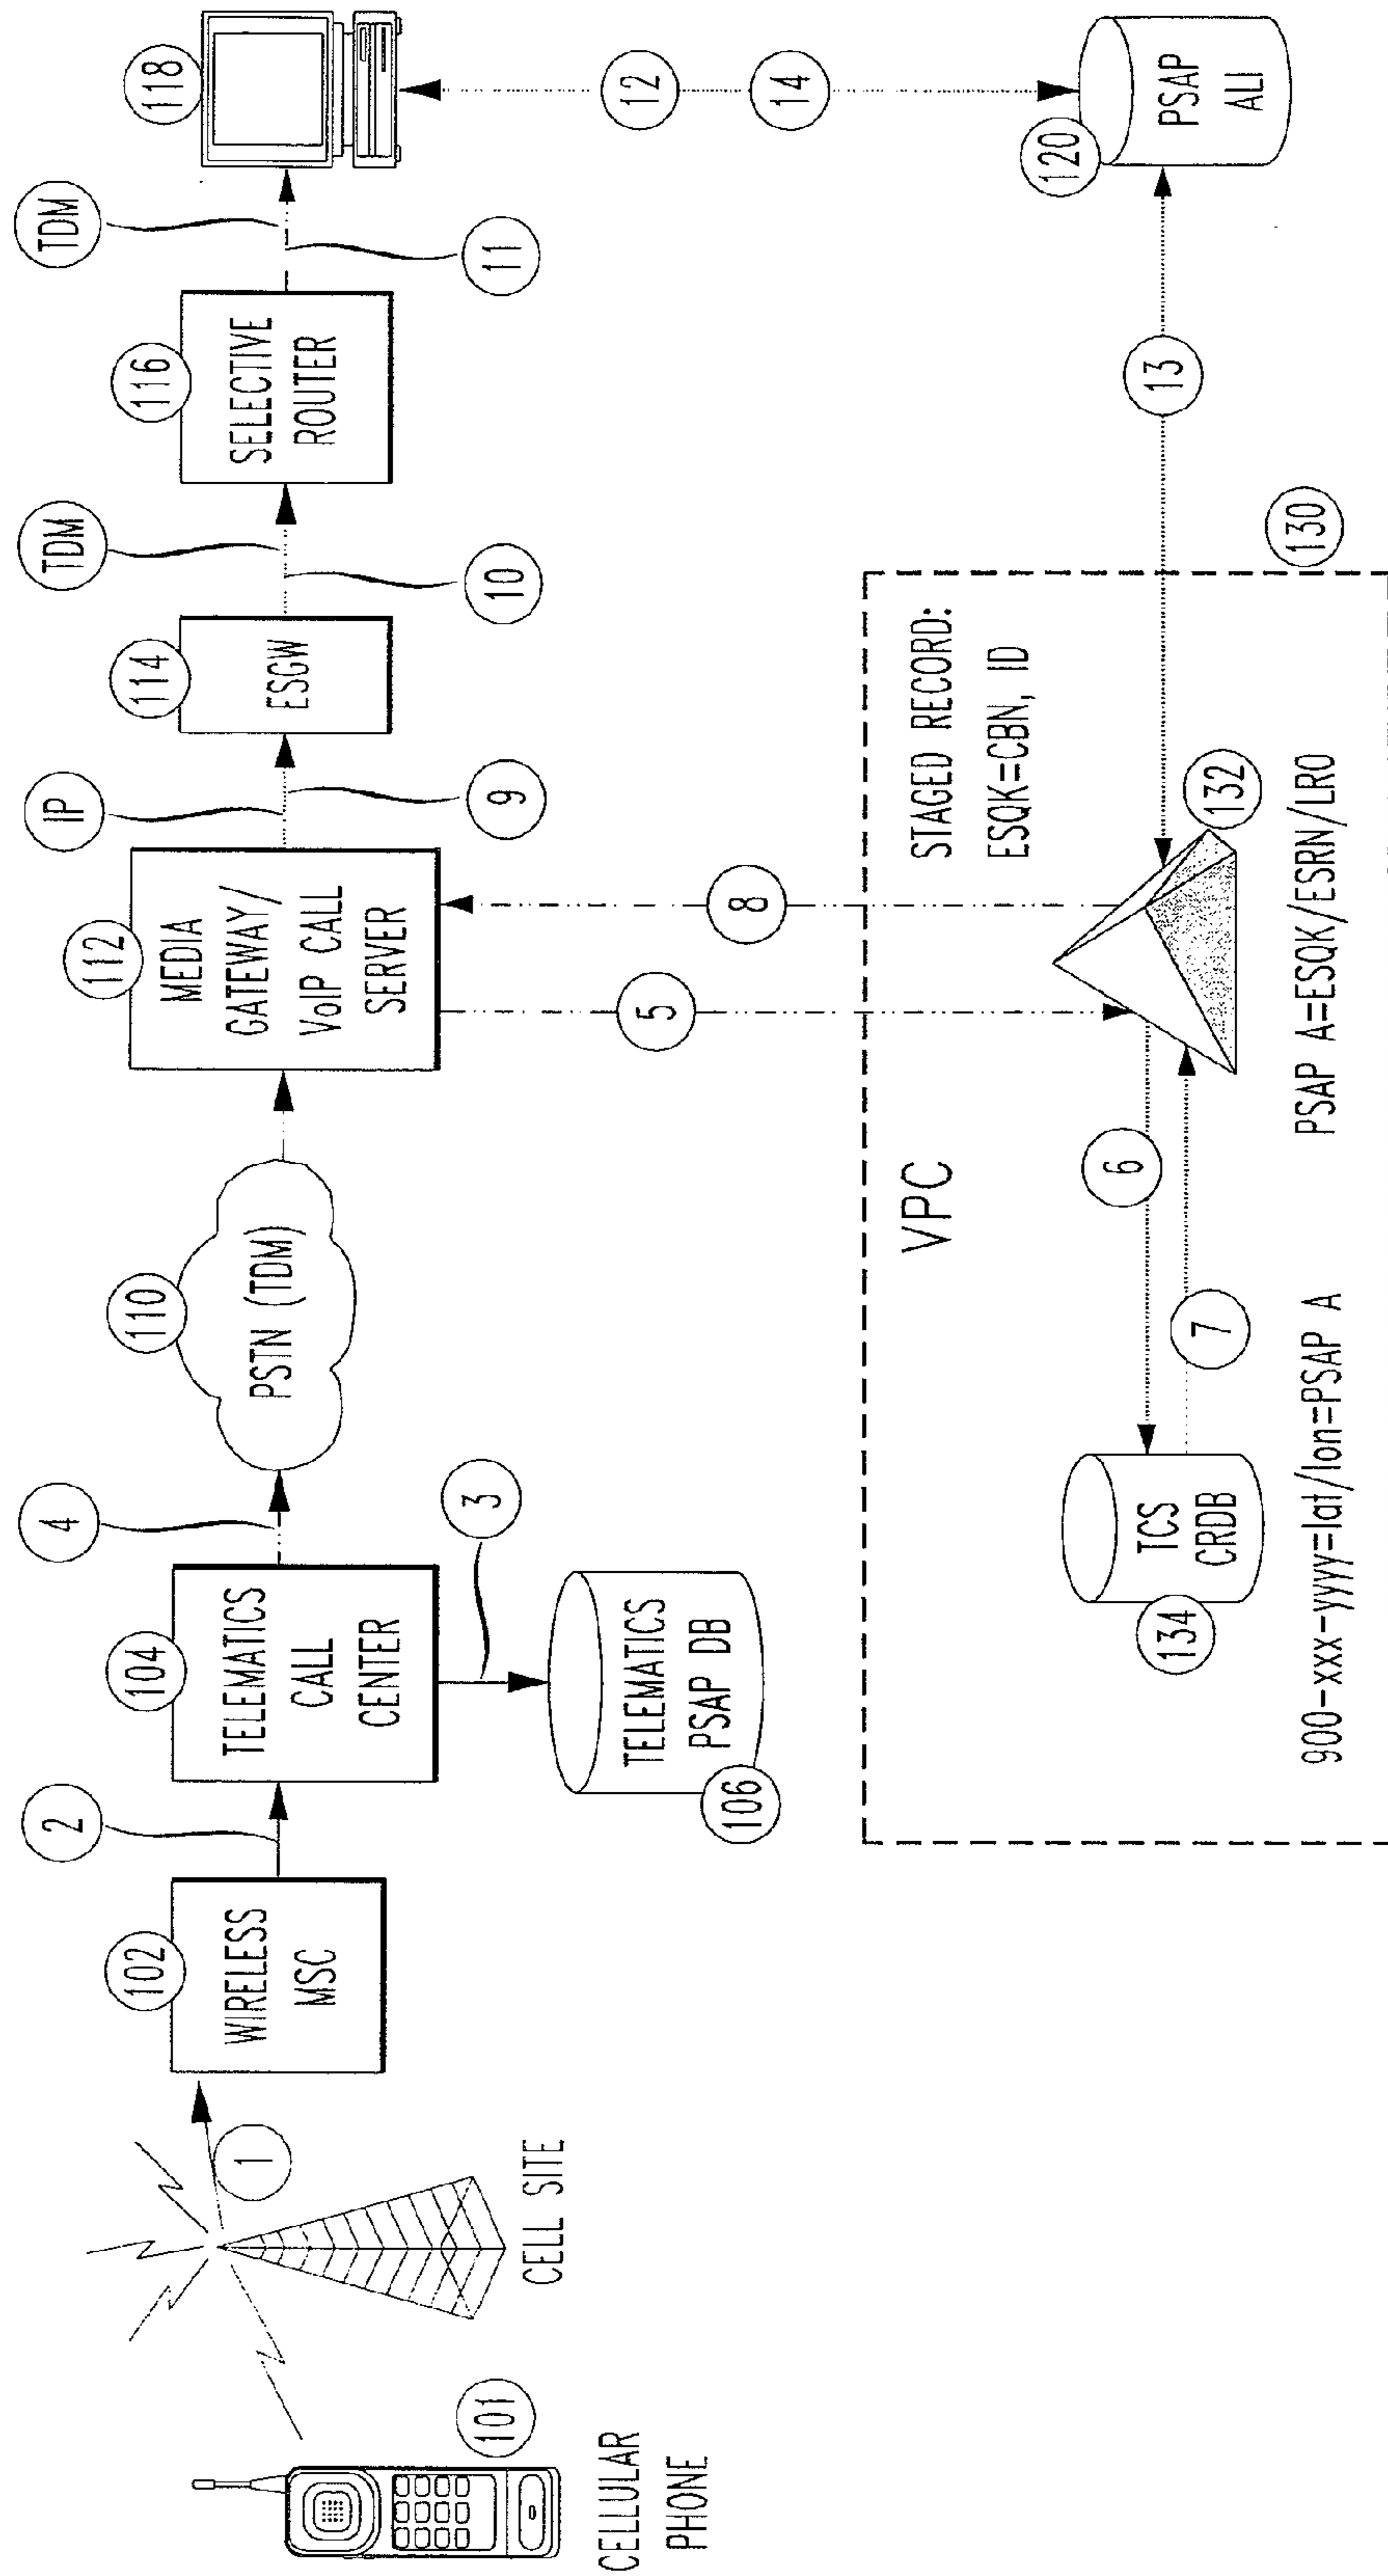 CELLULAR
PHONE
101
CELL SITE
1
102
WIRELESS
MSC
2
104
TELEMATICS
CALL
CENTER
3
TELEMATICS
PSAP DB
106
4
110
PSTN (TDM)
112
MEDIA
GATEWAY/
VoIP CALL
SERVER
IP
9
114
ESGW
TDM
10
116
SELECTIVE
ROUTER
TDM
11
118
12
14
120
PSAP
ALI
13
5
8
130
VPC
STAGED RECORD:
ESQK=CBN, ID
6
7
132
134
TCS
CRDB
900-xxx-yyyy=lat/lon=PSAP A
PSAP A=ESQK/ESRN/LRO